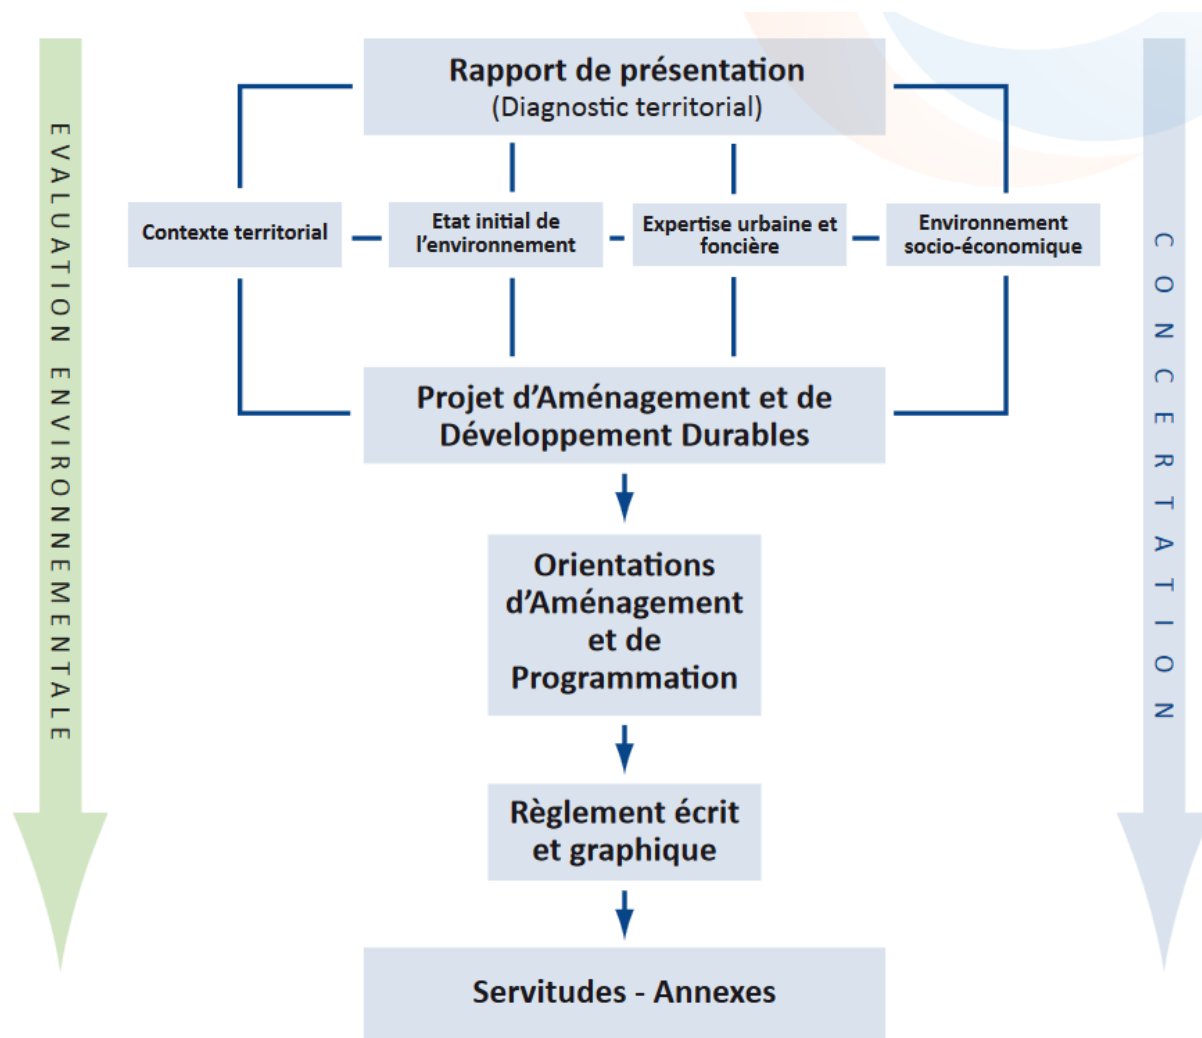 Rapport de présentation
(Diagnostic territorial)
Contexte territorial
Etat initial de
l'environnement
Expertise urbaine et
foncière
Environnement
socio-économique
Projet d'Aménagement et de
Développement Durables
Orientations
d'Aménagement
et de
Programmation
Règlement écrit
et graphique
Servitudes - Annexes
EVALUATION ENVIRONNEMENTALE
CONCERTATION